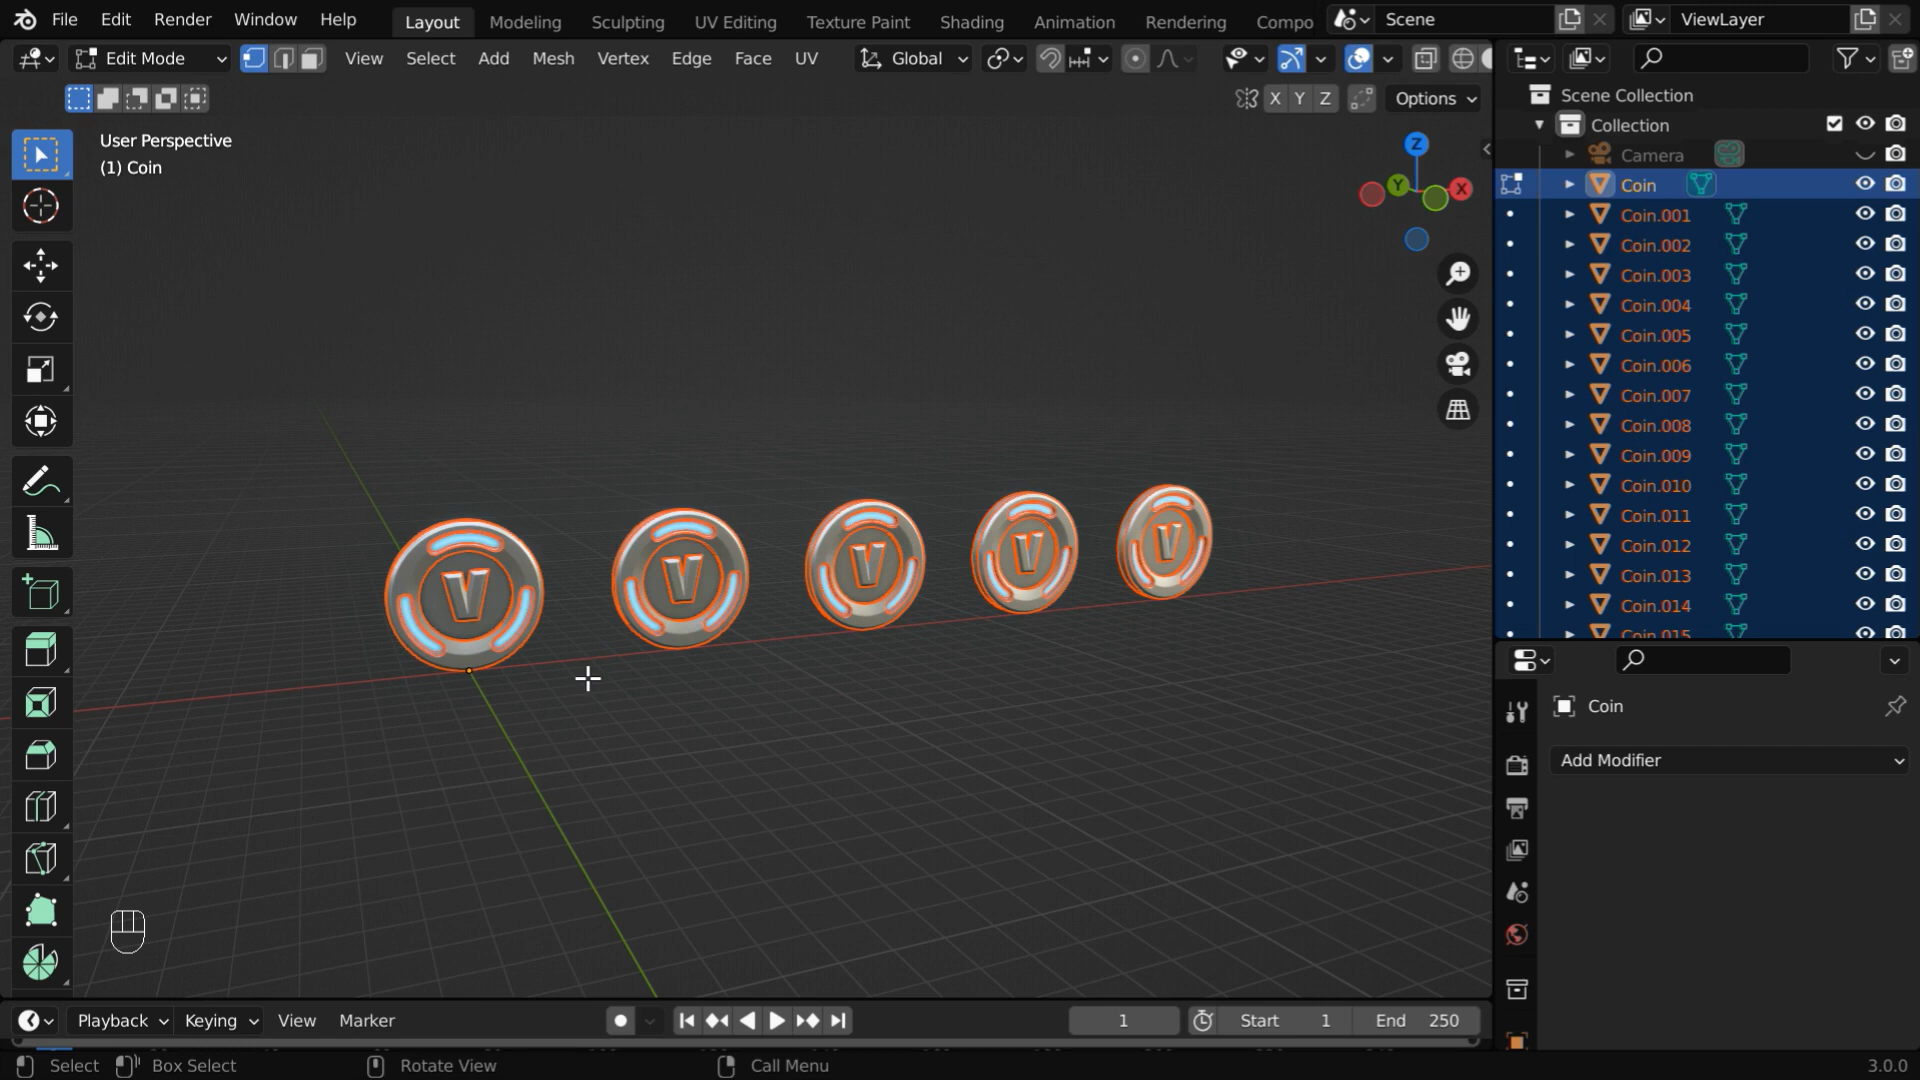 File Edit Render Window Help Layout Modeling Sculpting UV Editing Texture Paint Shading Animation Rendering Compo Scene ViewLayer
Edit Mode View Select Add Mesh Vertex Edge Face UV Global
X Y Z Options
User Perspective
(1) Coin
Z
Y
X
V V V V V
Scene Collection
Collection
Camera
Coin
Coin.001
Coin.002
Coin.003
Coin.004
Coin.005
Coin.006
Coin.007
Coin.008
Coin.009
Coin.010
Coin.011
Coin.012
Coin.013
Coin.014
Coin.015
Coin
Add Modifier
Playback Keying View Marker 1 Start 1 End 250
Select Box Select Rotate View Call Menu 3.0.0